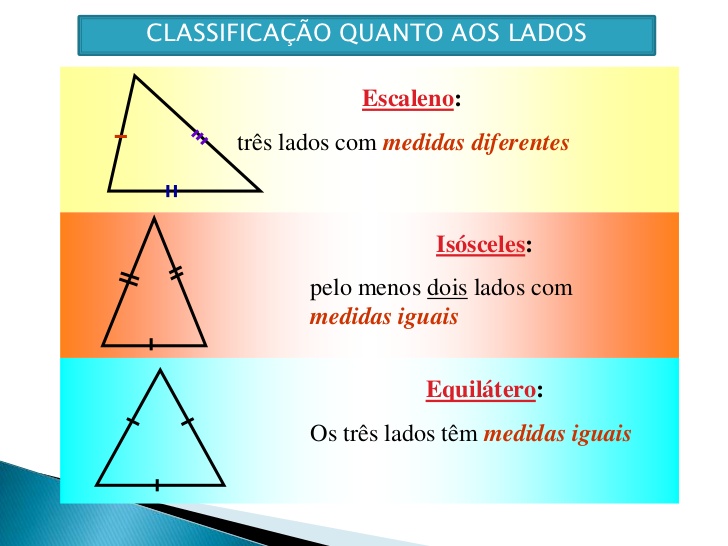 CLASSIFICAÇÃO QUANTO AOS LADOS
Escaleno:
três lados com medidas diferentes
Isósceles:
pelo menos dois lados com
medidas iguais
Equilátero:
Os três lados têm medidas iguais